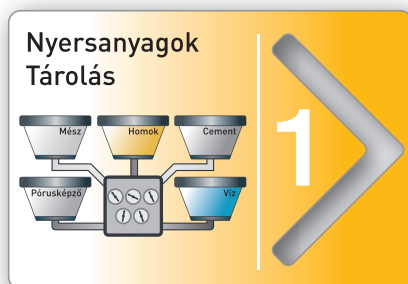 Nyersanyagok
Tárolás
Mész
Homok
Cement
Pórusképző
Víz
1